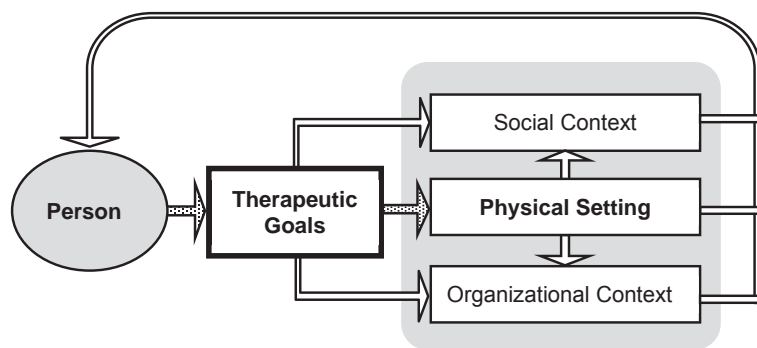 Social Context
Person
Therapeutic
Goals
Physical Setting
Organizational Context